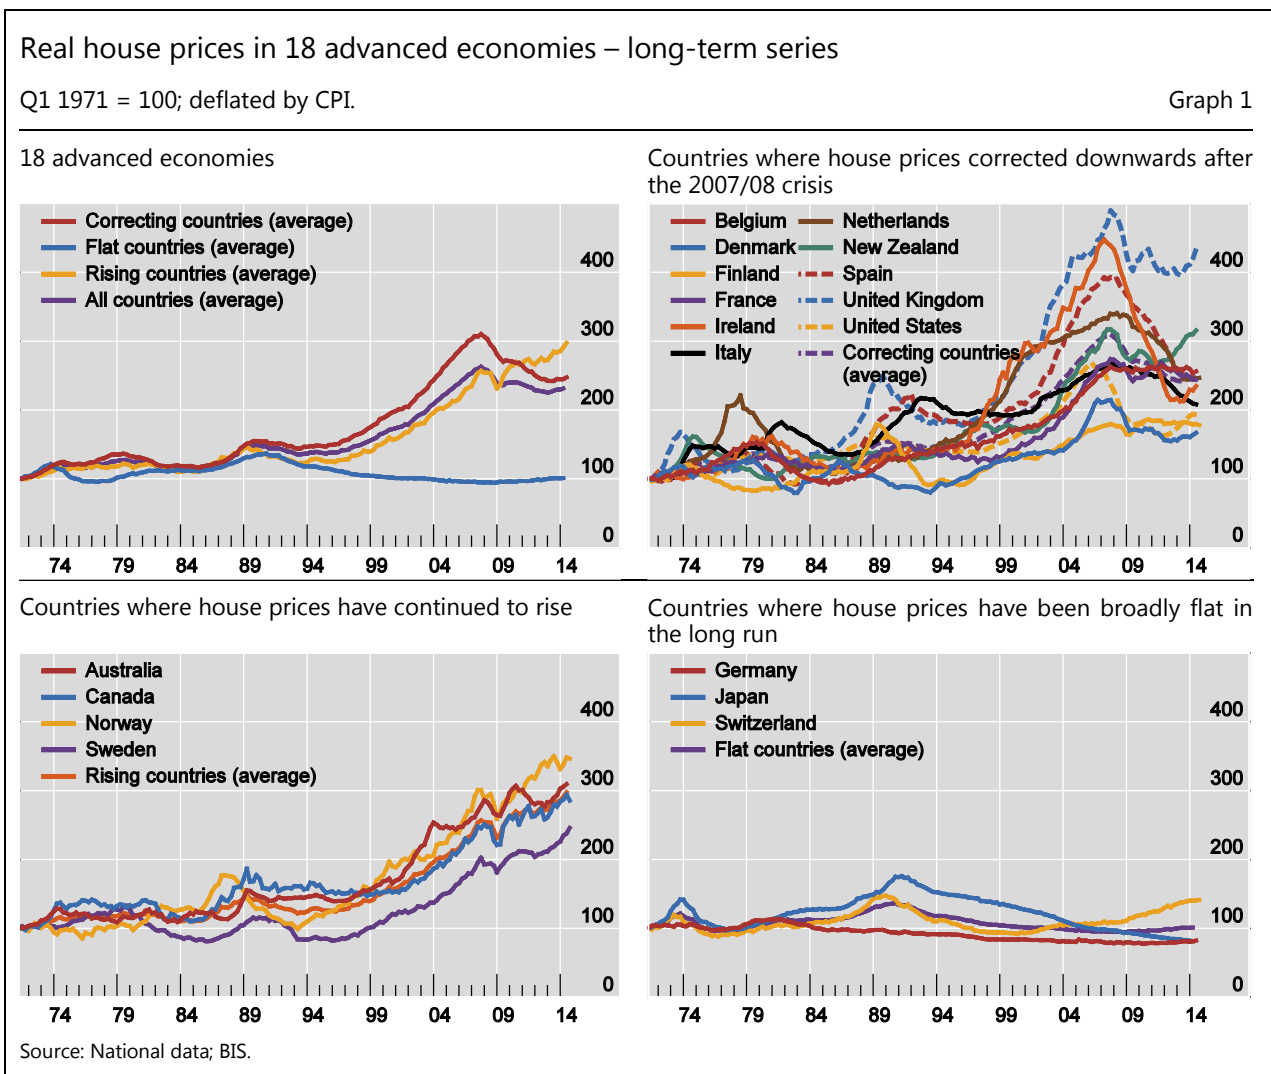 Real house prices in 18 advanced economies – long-term series
Q1 1971 = 100; deflated by CPI.
Graph 1
18 advanced economies
Correcting countries (average)
Flat countries (average)
Rising countries (average)
All countries (average)
400
300
200
100
0
74 79 84 89 94 99 04 09 14
Countries where house prices corrected downwards after
the 2007/08 crisis
Belgium
Denmark
Finland
France
Ireland
Italy
Netherlands
New Zealand
Spain
United Kingdom
United States
Correcting countries
(average)
400
300
200
100
0
74 79 84 89 94 99 04 09 14
Countries where house prices have continued to rise
Australia
Canada
Norway
Sweden
Rising countries (average)
400
300
200
100
0
74 79 84 89 94 99 04 09 14
Countries where house prices have been broadly flat in
the long run
Germany
Japan
Switzerland
Flat countries (average)
400
300
200
100
0
74 79 84 89 94 99 04 09 14
Source: National data; BIS.